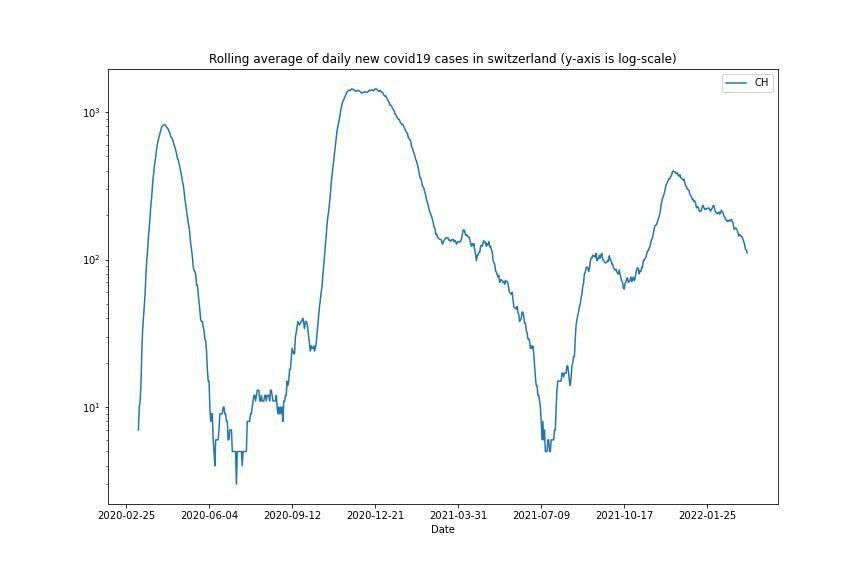 Rolling average of daily new covid19 cases in switzerland (y-axis is log-scale)
CH
10³
10²
10¹
2020-02-25 2020-06-04 2020-09-12 2020-12-21 2021-03-31 2021-07-09 2021-10-17 2022-01-25
Date